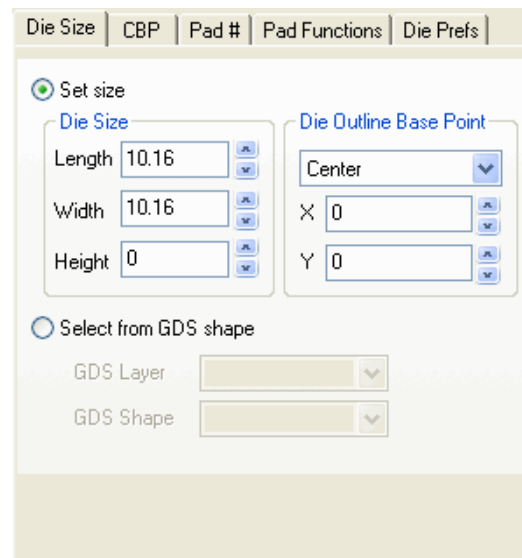 Die Size CBP Pad # Pad Functions Die Prefs
Set size
Die Size Die Outline Base Point
Length 10.16 Center
Width 10.16 X 0
Height 0 Y 0
Select from GDS shape
GDS Layer
GDS Shape